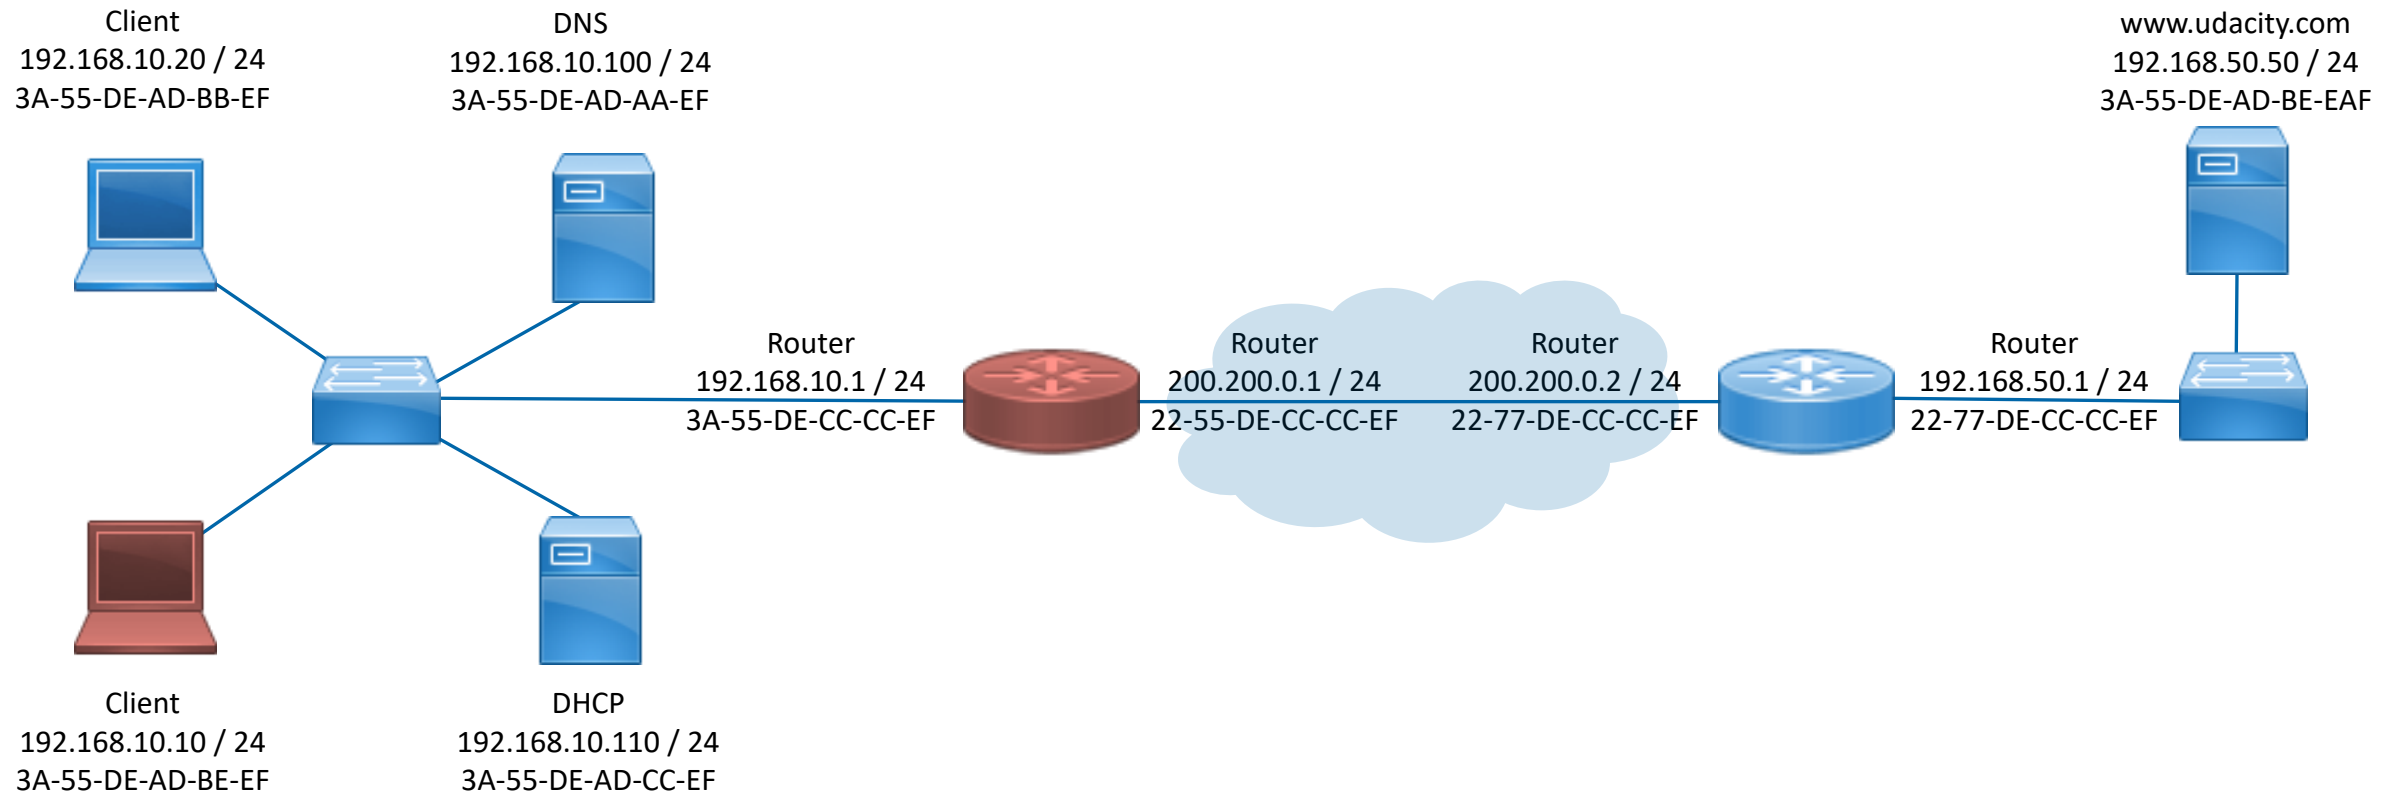 Client
192.168.10.20 / 24
3A-55-DE-AD-BB-EF
DNS
192.168.10.100 / 24
3A-55-DE-AD-AA-EF
www.udacity.com
192.168.50.50 / 24
3A-55-DE-AD-BE-EAF
Router
192.168.10.1 / 24
3A-55-DE-CC-CC-EF
Router
200.200.0.1 / 24
22-55-DE-CC-CC-EF
Router
200.200.0.2 / 24
22-77-DE-CC-CC-EF
Router
192.168.50.1 / 24
22-77-DE-CC-CC-EF
Client
192.168.10.10 / 24
3A-55-DE-AD-BE-EF
DHCP
192.168.10.110 / 24
3A-55-DE-AD-CC-EF